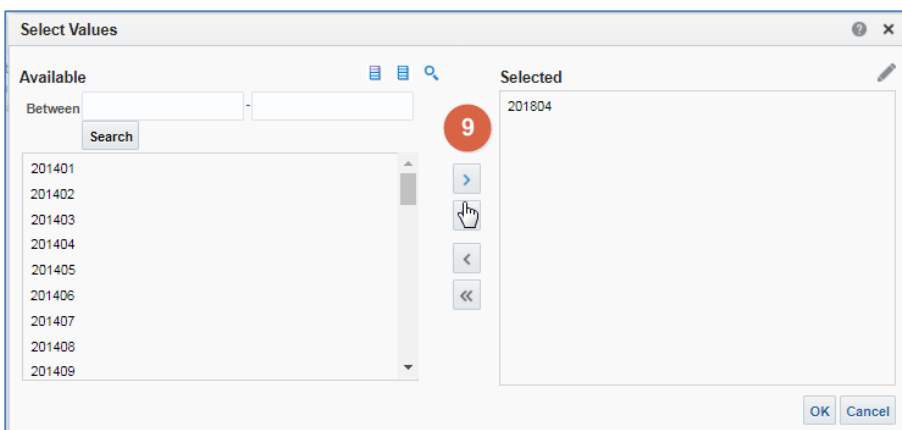 Select Values
Available
Selected
Between
-
201804
9
Search
201401
201402
201403
201404
201405
201406
201407
201408
201409
OK Cancel